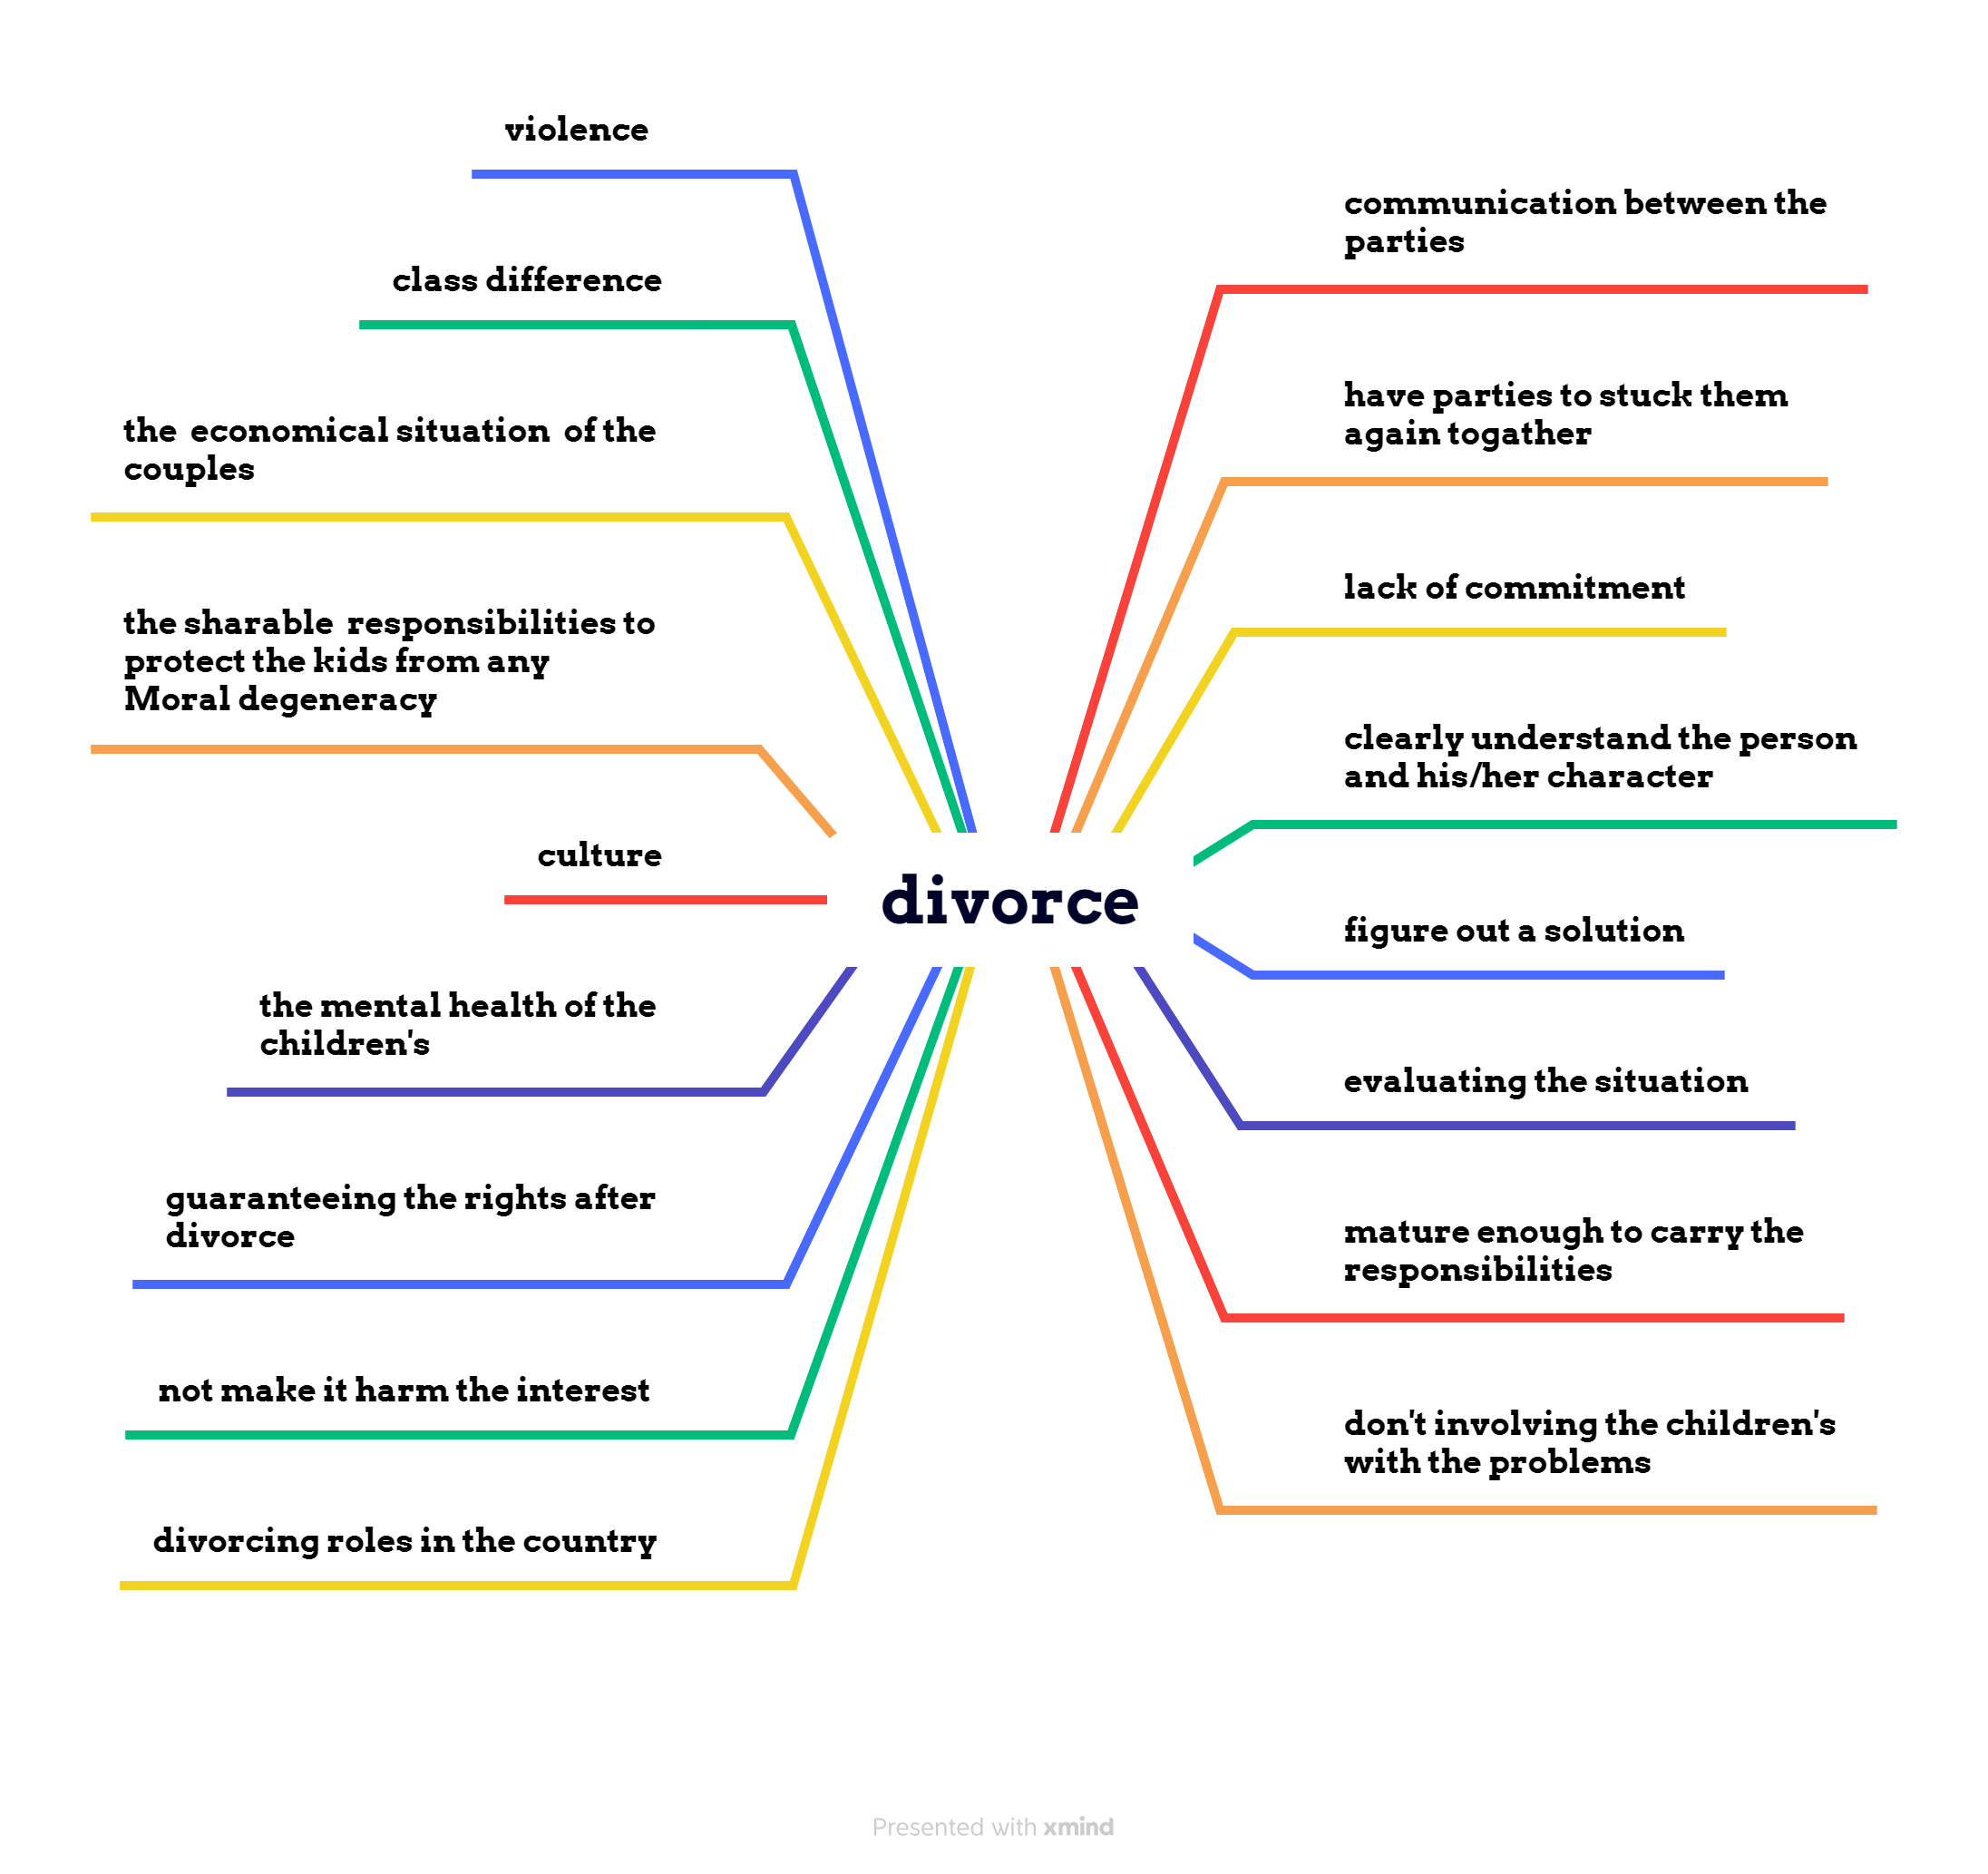 violence
class difference
the economical situation of the
couples
the sharable responsibilities to
protect the kids from any
Moral degeneracy
culture
the mental health of the
children's
guaranteeing the rights after
divorce
not make it harm the interest
divorcing roles in the country
divorce
communication between the
parties
have parties to stuck them
again togather
lack of commitment
clearly understand the person
and his/her character
figure out a solution
evaluating the situation
mature enough to carry the
responsibilities
don't involving the children's
with the problems
Presented with xmind